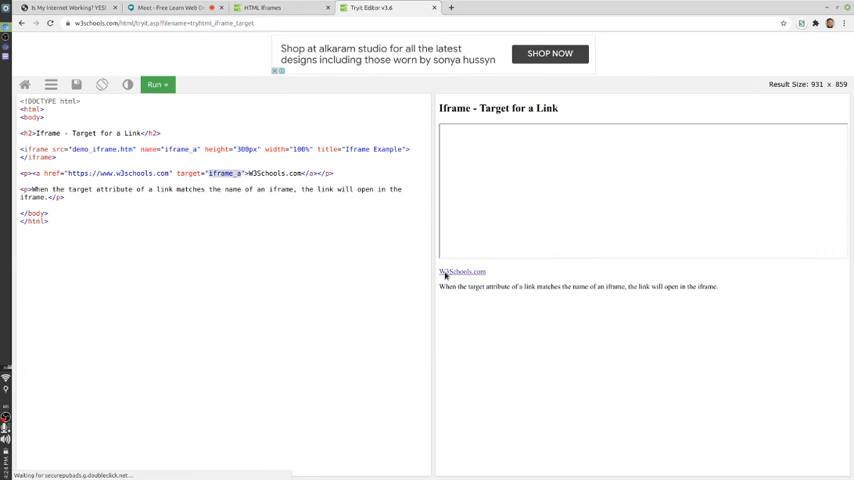 Is My Internet Working? YM
Meet - Free Learn Web D
HTML Iframes
Tryit Editor v3.6
w3schools.com/html/tryit.asp?filename=tryhtml_iframe_target
Shop at alkaram studio for all the latest
designs including those worn by sonya hussyn
SHOP NOW
Run »
Result Size: 931 x 859
<!DOCTYPE html>
<html>
<body>
<h2>Iframe - Target for a Link</h2>
<iframe src="demo_iframe.htm" name="iframe_a" height="300px" width="100%" title="Iframe Example">
</iframe>
<p><a href="https://www.w3schools.com" target="iframe_a">W3Schools.com</a></p>
<p>When the target attribute of a link matches the name of an iframe, the link will open in the
iframe.</p>
</body>
</html>
Iframe - Target for a Link
W3Schools.com
When the target attribute of a link matches the name of an iframe, the link will open in the iframe.
4:24 PM
Waiting for securepubads.g.doubleclick.net...